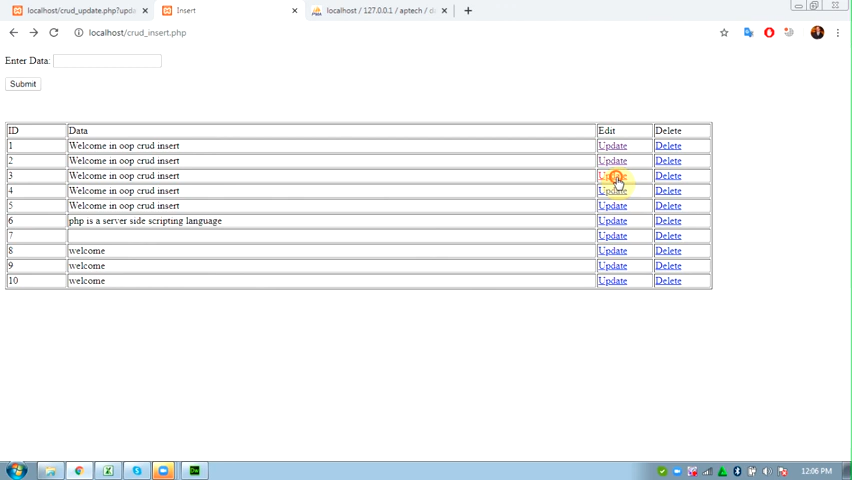 localhost/crud_update.php?upda
Insert
localhost / 127.0.0.1 / aptech / d
localhost/crud_insert.php
Enter Data:
Submit
ID Data Edit Delete
1 Welcome in oop crud insert Update Delete
2 Welcome in oop crud insert Update Delete
3 Welcome in oop crud insert Update Delete
4 Welcome in oop crud insert Update Delete
5 Welcome in oop crud insert Update Delete
6 php is a server side scripting language Update Delete
7 Update Delete
8 welcome Update Delete
9 welcome Update Delete
10 welcome Update Delete
12:06 PM